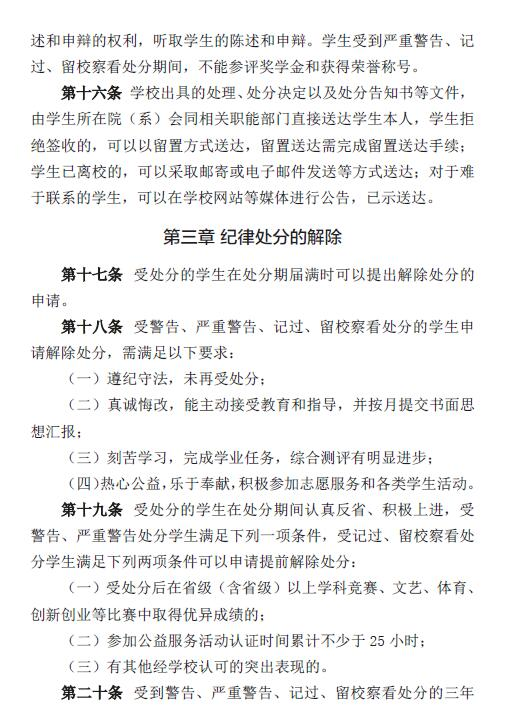 述和申辩的权利，听取学生的陈述和申辩。学生受到严重警告、记
过、留校察看处分期间，不能参评奖学金和获得荣誉称号。
第十六条 学校出具的处理、处分决定以及处分告知书等文件，
由学生所在院（系）会同相关职能部门直接送达学生本人，学生拒
绝签收的，可以以留置方式送达，留置送达需完成留置送达手续；
学生已离校的，可以采取邮寄或电子邮件发送等方式送达；对于难
于联系的学生，可以在学校网站等媒体进行公告，已示送达。
第三章 纪律处分的解除
第十七条 受处分的学生在处分期届满时可以提出解除处分的
申请。
第十八条 受警告、严重警告、记过、留校察看处分的学生申
请解除处分，需满足以下要求：
（一）遵纪守法，未再受处分；
（二）真诚悔改，能主动接受教育和指导，并按月提交书面思
想汇报；
（三）刻苦学习，完成学业任务，综合测评有明显进步；
（四）热心公益，乐于奉献，积极参加志愿服务和各类学生活动。
第十九条 受处分的学生在处分期间认真反省、积极上进，受
警告、严重警告处分学生满足下列一项条件，受记过、留校察看处
分学生满足下列两项条件可以申请提前解除处分：
（一）受处分后在省级（含省级）以上学科竞赛、文艺、体育、
创新创业等比赛中取得优异成绩的；
（二）参加公益服务活动认证时间累计不少于 25 小时；
（三）有其他经学校认可的突出表现的。
第二十条 受到警告、严重警告、记过、留校察看处分的三年